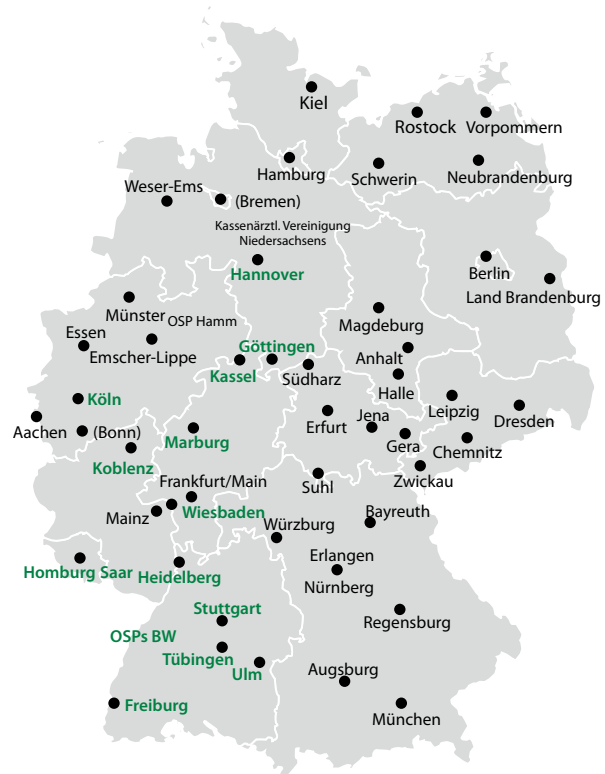 Kiel
Rostock
Vorpommern
Hamburg
Schwerin
Neubrandenburg
Weser-Ems
(Bremen)
Kassenärztl. Vereinigung
Niedersachsens
Hannover
Berlin
Land Brandenburg
Münster
OSP Hamm
Magdeburg
Essen
Emscher-Lippe
Göttingen
Anhalt
Kassel
Südharz
Halle
Köln
Leipzig
Dresden
Aachen
(Bonn)
Marburg
Erfurt
Jena
Gera
Chemnitz
Koblenz
Zwickau
Frankfurt/Main
Suhl
Mainz
Wiesbaden
Bayreuth
Würzburg
Erlangen
Nürnberg
Homburg Saar
Heidelberg
Stuttgart
Regensburg
OSPs BW
Tübingen
Ulm
Augsburg
Freiburg
München